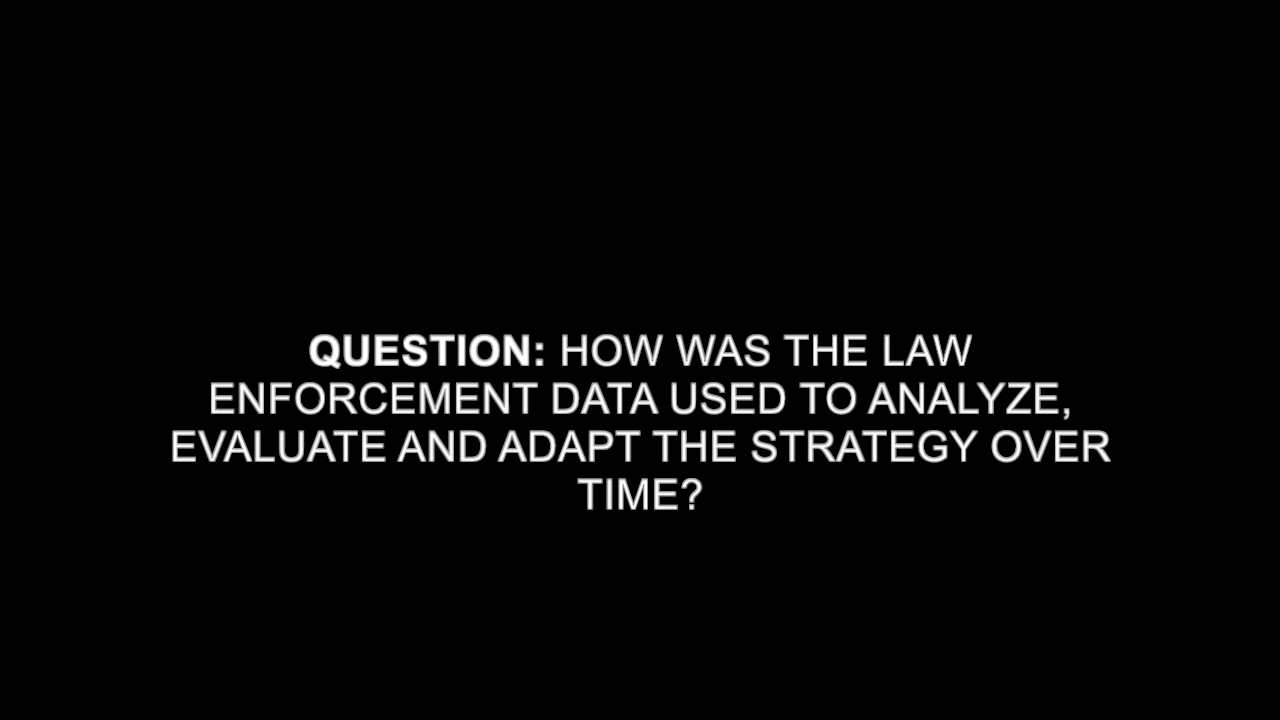 QUESTION: HOW WAS THE LAW
ENFORCEMENT DATA USED TO ANALYZE,
EVALUATE AND ADAPT THE STRATEGY OVER
TIME?